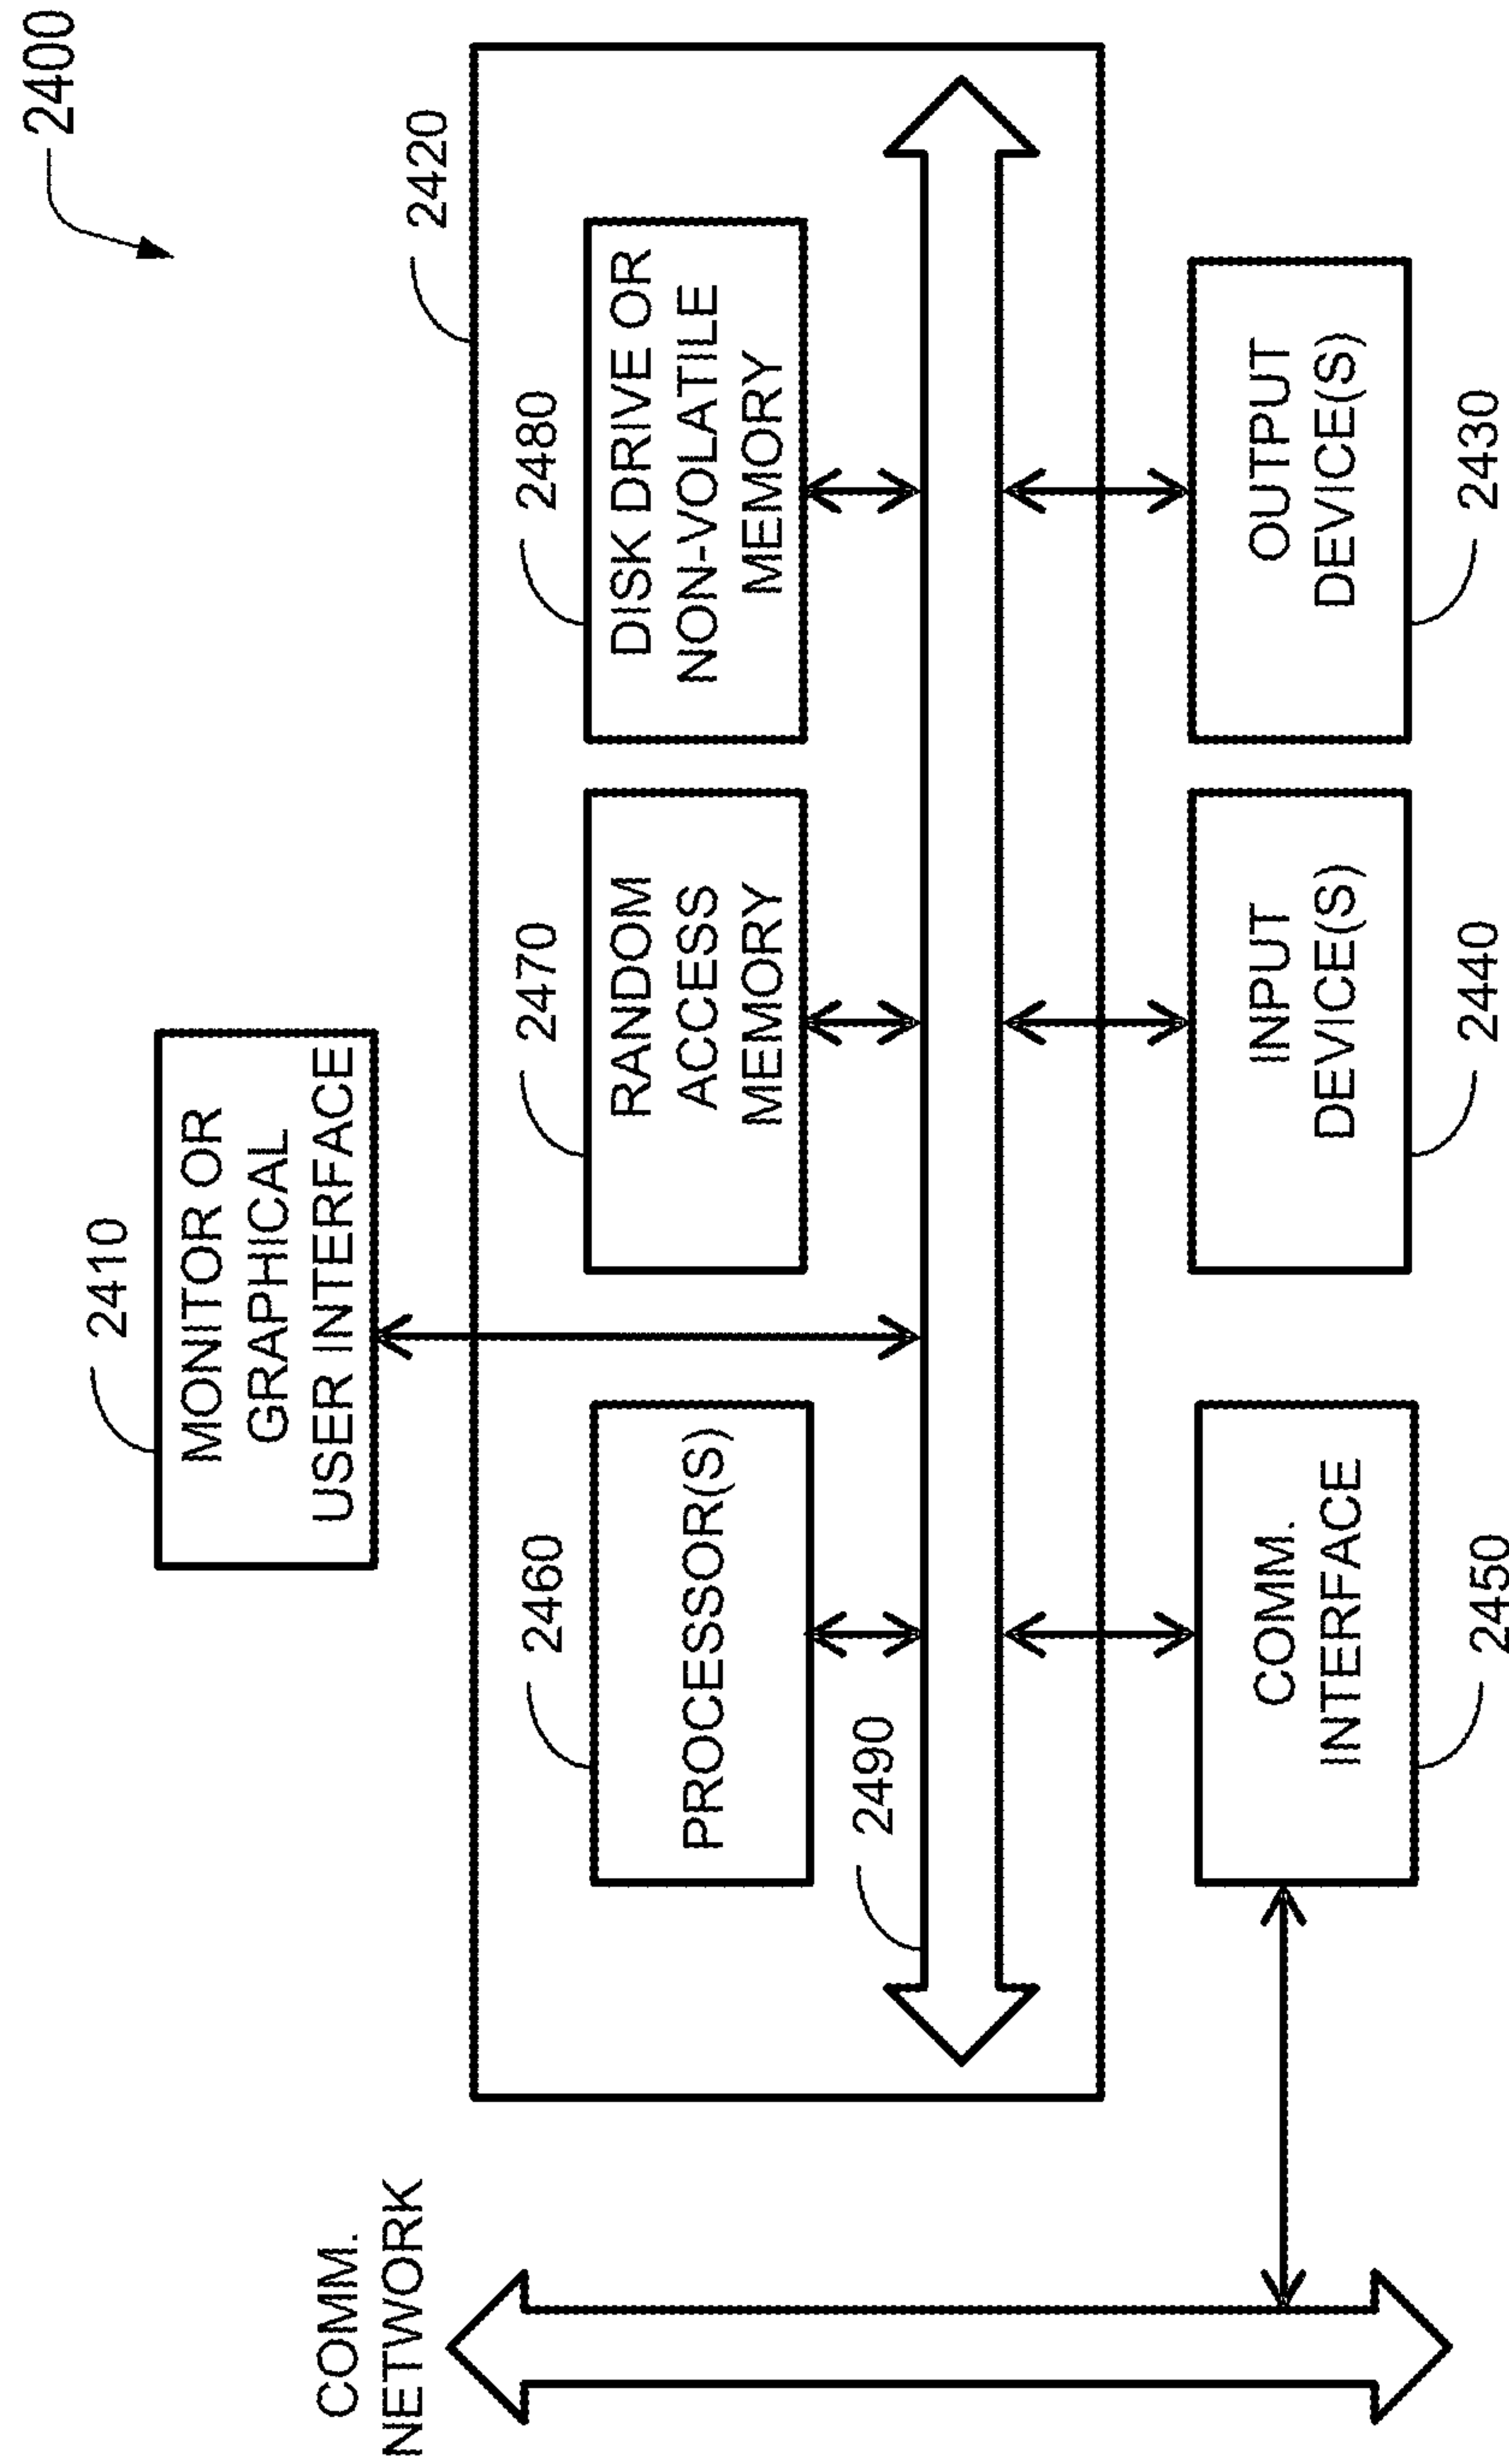 2400
2410
MONITOR OR
GRAPHICAL
USER INTERFACE
2420
COMM.
NETWORK
2460
PROCESSOR(S)
2470
RANDOM
ACCESS
MEMORY
2480
DISK DRIVE OR
NON-VOLATILE
MEMORY
2490
COMM.
INTERFACE
2450
INPUT
DEVICE(S)
2440
OUTPUT
DEVICE(S)
2430